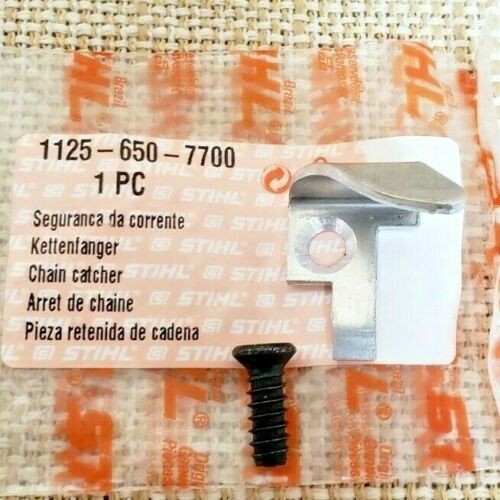 1125-650-7700
1 PC
Seguranca da corrente
Kettenfanger
Chain catcher
Arret de chaine
Pieza retenida de cadena
STIHL